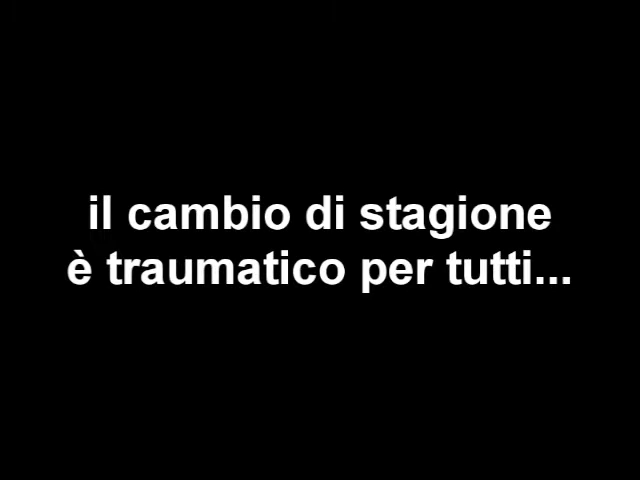 il cambio di stagione
è traumatico per tutti...